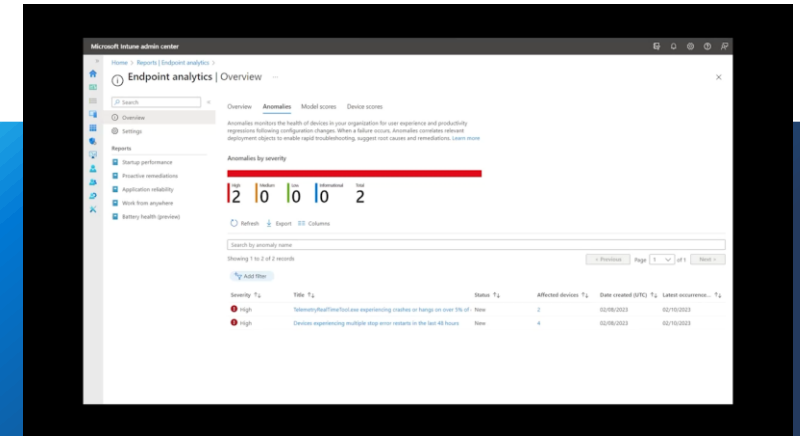 Microsoft Intune admin center
Home > Reports | Endpoint analytics >
Endpoint analytics | Overview ...
Search
Overview
Settings
Reports
Startup performance
Proactive remediations
Application reliability
Work from anywhere
Battery health (preview)
Overview Anomalies Model scores Device scores
Anomalies monitors the health of devices in your organization for user experience and productivity
regressions following configuration changes. When a failure occurs, Anomalies correlates relevant
deployment objects to enable rapid troubleshooting, suggest root causes and remediations. Learn more
Anomalies by severity
High Medium Low Informational Total
2 0 0 0 2
Refresh Export Columns
Search by anomaly name
Showing 1 to 2 of 2 records
< Previous Page 1 of 1 Next >
Add filter
Severity Title Status Affected devices Date created (UTC) Latest occurrence...
High TelemetryRealTimeTool.exe experiencing crashes or hangs on over 5% of New 2 02/08/2023 02/10/2023
High Devices experiencing multiple stop error restarts in the last 48 hours New 4 02/08/2023 02/10/2023